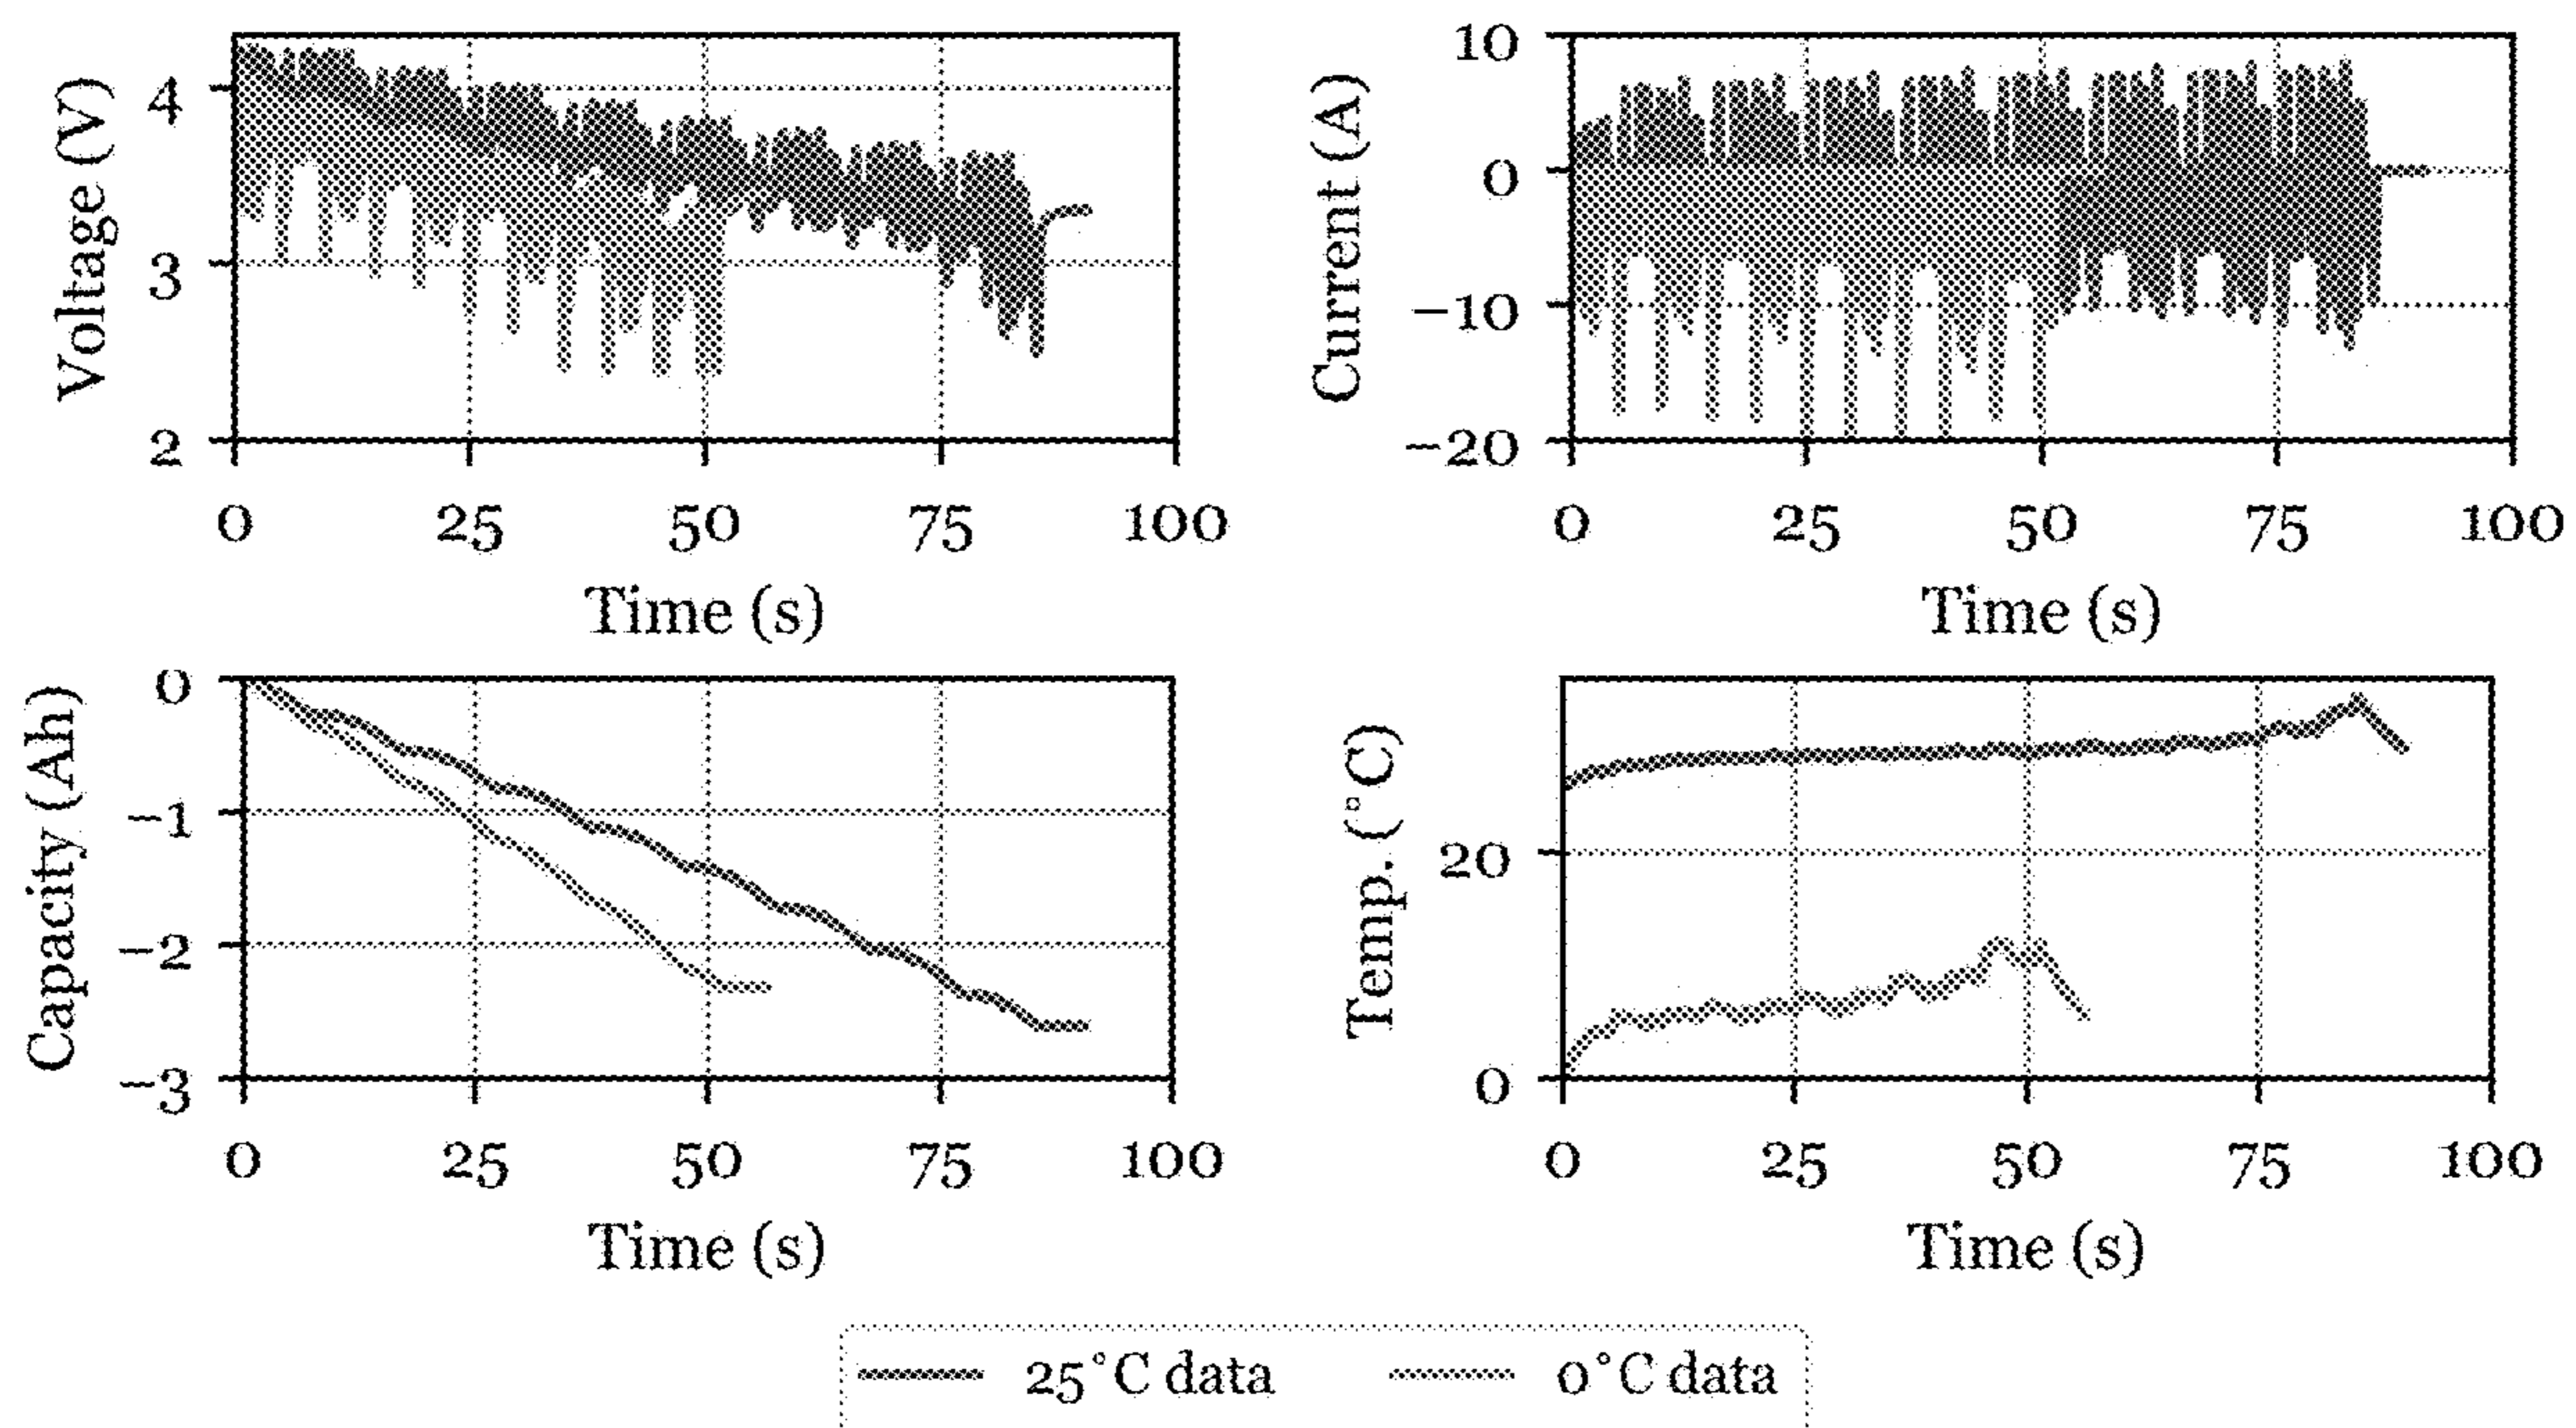 Voltage (V)
4
3
2
0 25 50 75 100
Time (s)
Current (A)
10
0
−10
−20
0 25 50 75 100
Time (s)
Capacity (Ah)
0
−1
−2
−3
0 25 50 75 100
Time (s)
Temp. (°C)
20
0
0 25 50 75 100
Time (s)
25°C data 0°C data